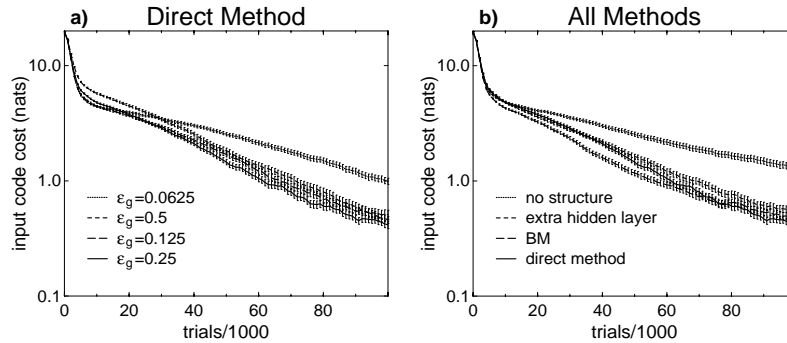 a) Direct Method
input code cost (nats)
10.0
1.0
0.1
εg=0.0625
εg=0.5
εg=0.125
εg=0.25
0 20 40 60 80
trials/1000
b) All Methods
input code cost (nats)
10.0
1.0
0.1
no structure
extra hidden layer
BM
direct method
0 20 40 60 80
trials/1000